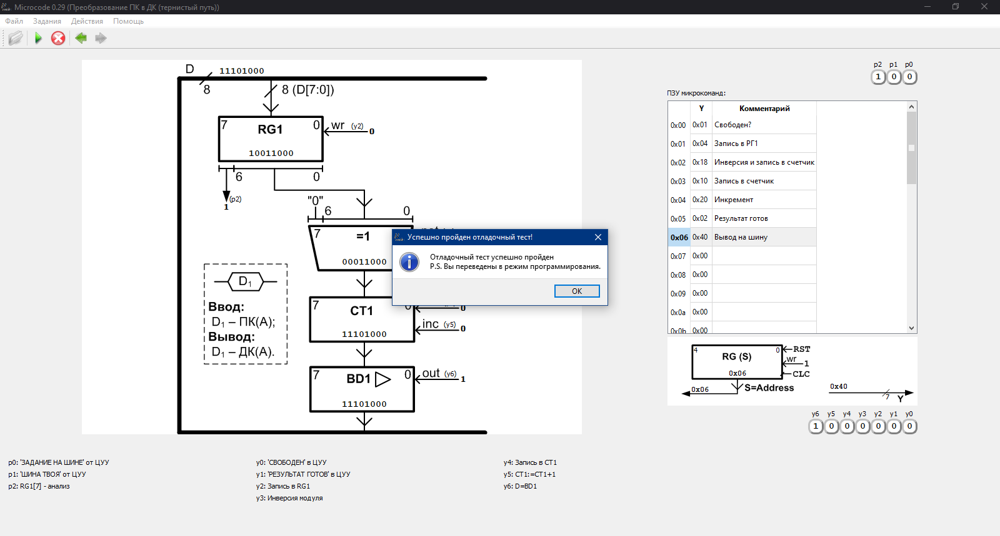 Microcode 0.29 (Преобразование ПК в ДК (тернистый путь))
Файл Задания Действия Помощь
D 11101000
8
8 (D[7:0])
7 RG1 0
10011000
wr (y2) 0
6 0
(p2)
1
"0" 6 0
7 =1
00011000
D1
Ввод:
D1 – ПК(A);
Вывод:
D1 – ДК(A).
7 CT1 0
11101000
0
inc (y5) 0
7 BD1 0
11101000
out (y6) 1
Успешно пройден отладочный тест!
Отладочный тест успешно пройден
P.S. Вы переведены в режим программирования.
OK
p2 p1 p0
1 0 0
ПЗУ микрокоманд:
Y Комментарий
0x00 0x01 Свободен?
0x01 0x04 Запись в РГ1
0x02 0x18 Инверсия и запись в счетчик
0x03 0x10 Запись в счетчик
0x04 0x20 Инкремент
0x05 0x02 Результат готов
0x06 0x40 Вывод на шину
0x07 0x00
0x08 0x00
0x09 0x00
0x0a 0x00
0x0b 0x00
4 RG (S) 0
0x06
RST
wr 1
CLC
0x06 S=Address
0x40
7 Y
y6 y5 y4 y3 y2 y1 y0
1 0 0 0 0 0 0
p0: 'ЗАДАНИЕ НА ШИНЕ' от ЦУУ
p1: 'ШИНА ТВОЯ' от ЦУУ
p2: RG1[7] - анализ
y0: 'СВОБОДЕН' в ЦУУ
y1: 'РЕЗУЛЬТАТ ГОТОВ' в ЦУУ
y2: Запись в RG1
y3: Инверсия модуля
y4: Запись в CT1
y5: CT1:=CT1+1
y6: D=BD1